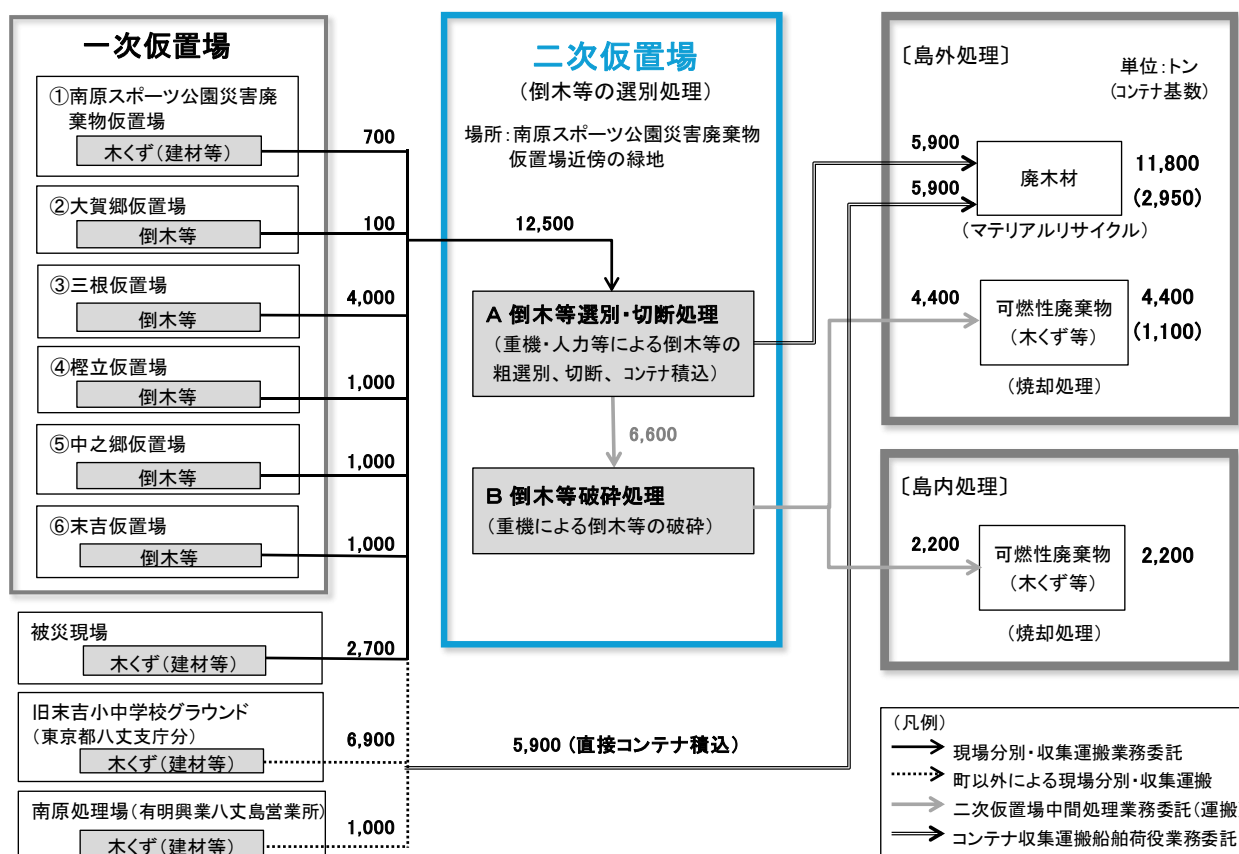 一次仮置場
①南原スポーツ公園災害廃
棄物仮置場
木くず(建材等)
700
②大賀郷仮置場
倒木等
100
③三根仮置場
倒木等
4,000
④樫立仮置場
倒木等
1,000
⑤中之郷仮置場
倒木等
1,000
⑥末吉仮置場
倒木等
1,000
被災現場
木くず(建材等)
2,700
旧末吉小中学校グラウンド
(東京都八丈支庁分)
木くず(建材等)
6,900
南原処理場(有明興業八丈島営業所)
木くず(建材等)
1,000
二次仮置場
(倒木等の選別処理)
場所:南原スポーツ公園災害廃棄物
仮置場近傍の緑地
12,500
A 倒木等選別・切断処理
(重機・人力等による倒木等の
粗選別、切断、コンテナ積込)
6,600
B 倒木等破砕処理
(重機による倒木等の破砕)
5,900 (直接コンテナ積込)
〔島外処理〕
単位:トン
(コンテナ基数)
5,900
5,900
廃木材
11,800
(2,950)
(マテリアルリサイクル)
4,400
可燃性廃棄物
(木くず等)
4,400
(1,100)
(焼却処理)
〔島内処理〕
2,200
可燃性廃棄物
(木くず等)
2,200
(焼却処理)
(凡例)
現場分別・収集運搬業務委託
町以外による現場分別・収集運搬
二次仮置場中間処理業務委託(運搬
コンテナ収集運搬船舶荷役業務委託